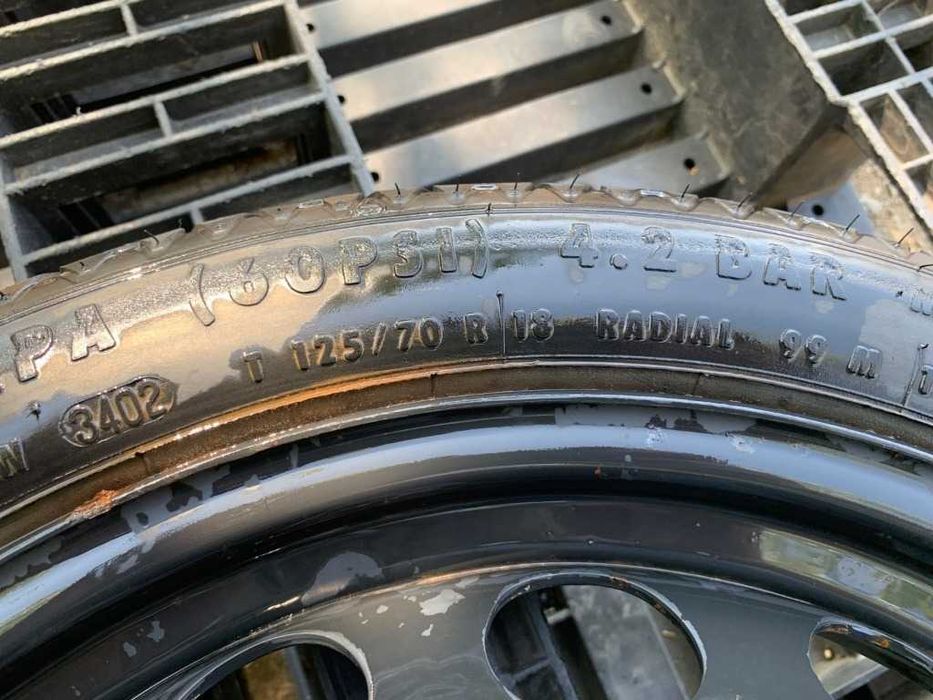 PA (60PSI) 4.2 BAR
3402 T 125/70 R 18 RADIAL 99 M